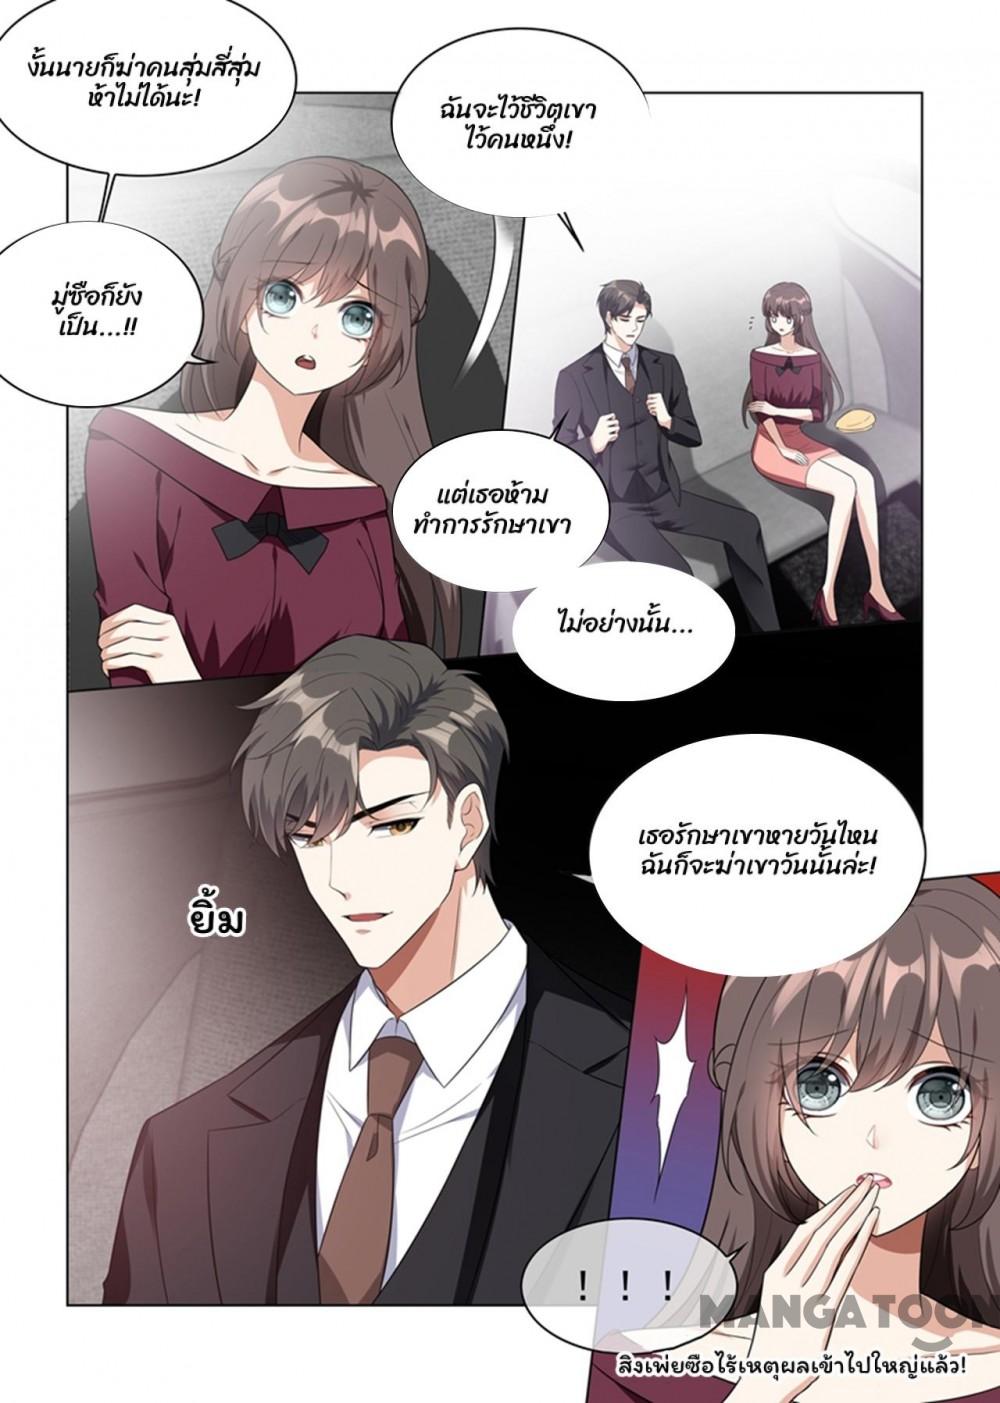 งั้นนายก็ฆ่าคนสุ่มสี่สุ่ม
ห้าไม่ได้นะ!
มู่ซือก็ยัง
เป็น...!!
ฉันจะไว้ชีวิตเขา
ไว้คนหนึ่ง!
แต่เธอห้าม
ทำการรักษาเขา
ไม่อย่างนั้น...
เธอรักษาเขาหายวันไหน
ฉันก็จะฆ่าเขาวันนั้นล่ะ!
ยิ้ม
! ! !
MANGATOON
สิงเพ่ยซือไร้เหตุผลเข้าไปใหญ่แล้ว!